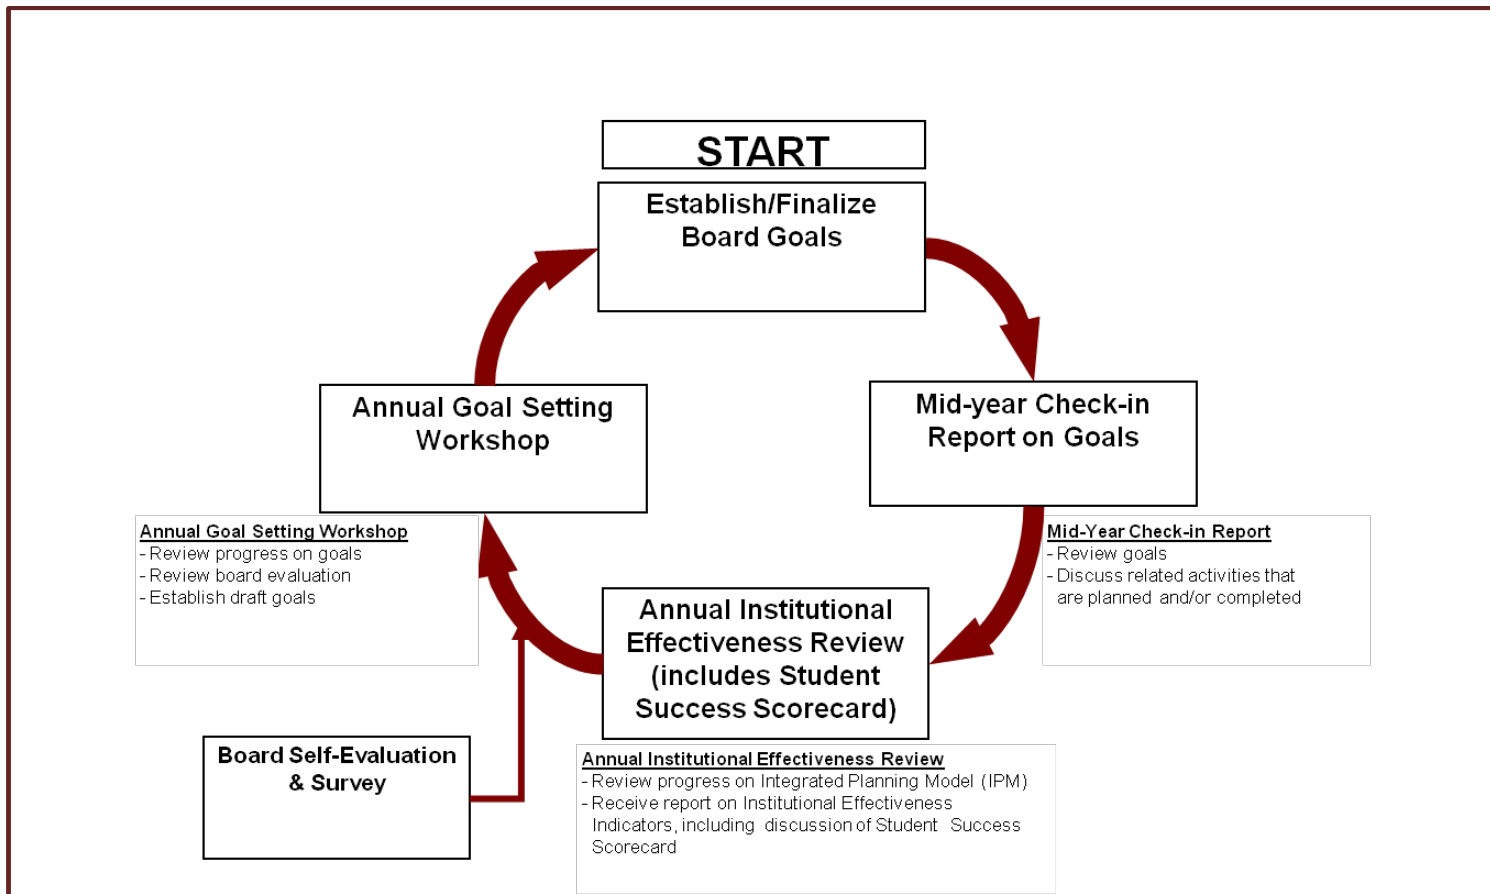 START
Establish/Finalize
Board Goals
Annual Goal Setting
Workshop
Mid-year Check-in
Report on Goals
Annual Goal Setting Workshop
- Review progress on goals
- Review board evaluation
- Establish draft goals
Mid-Year Check-in Report
- Review goals
- Discuss related activities that
are planned and/or completed
Annual Institutional
Effectiveness Review
(includes Student
Success Scorecard)
Board Self-Evaluation
& Survey
Annual Institutional Effectiveness Review
- Review progress on Integrated Planning Model (IPM)
- Receive report on Institutional Effectiveness
Indicators, including discussion of Student Success
Scorecard